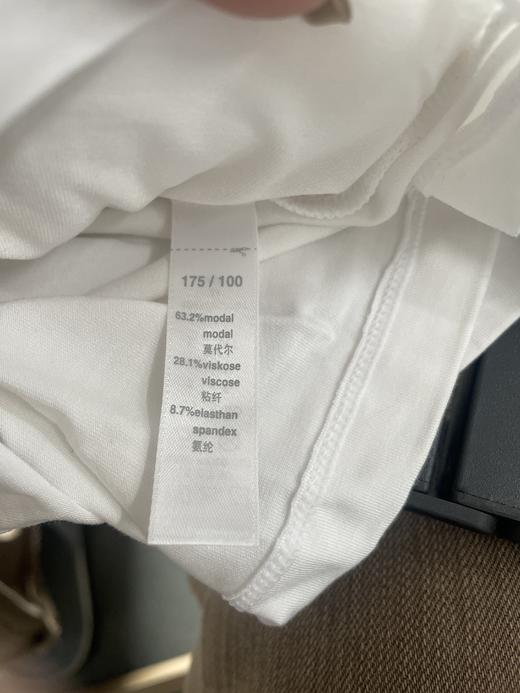 175 / 100
63.2%modal
modal
莫代尔
28.1%viskose
viscose
粘纤
8.7%elasthan
spandex
氨纶